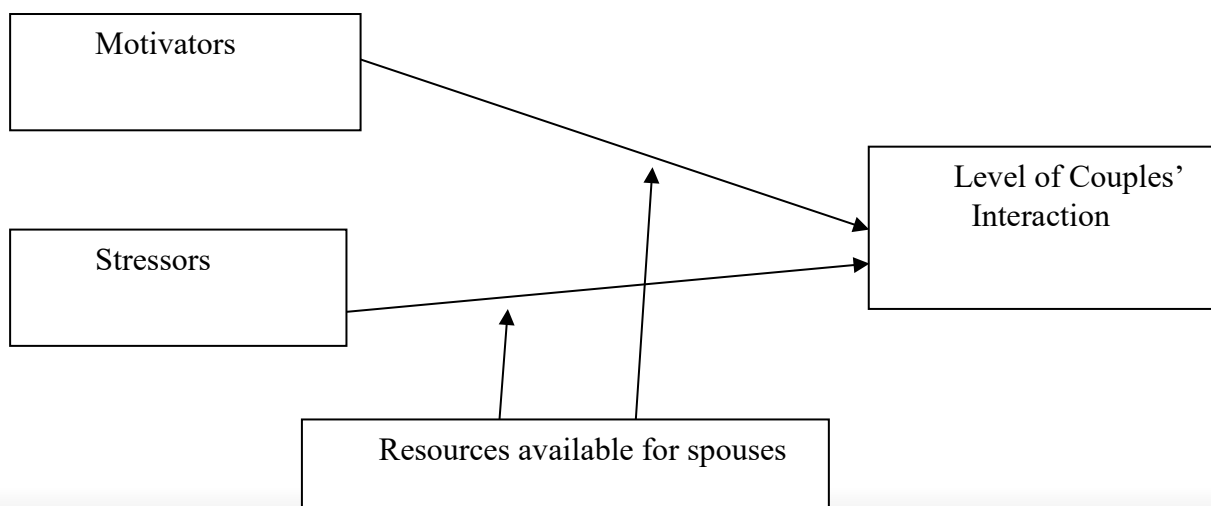 Motivators
Level of Couples’
Interaction
Stressors
Resources available for spouses